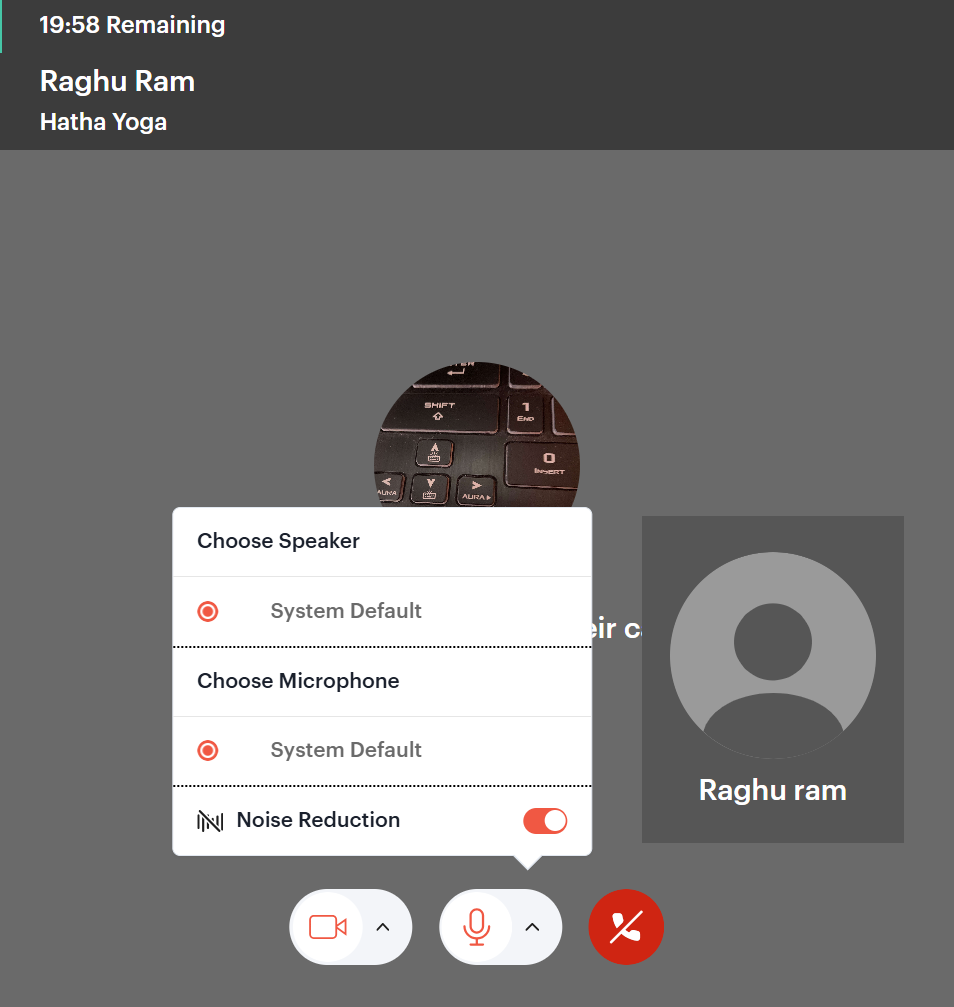 19:58 Remaining
Raghu Ram
Hatha Yoga
SHIFT
1
END
0
INSERT
AURA
AURA
Choose Speaker
System Default
eir c
Choose Microphone
System Default
Raghu ram
Noise Reduction